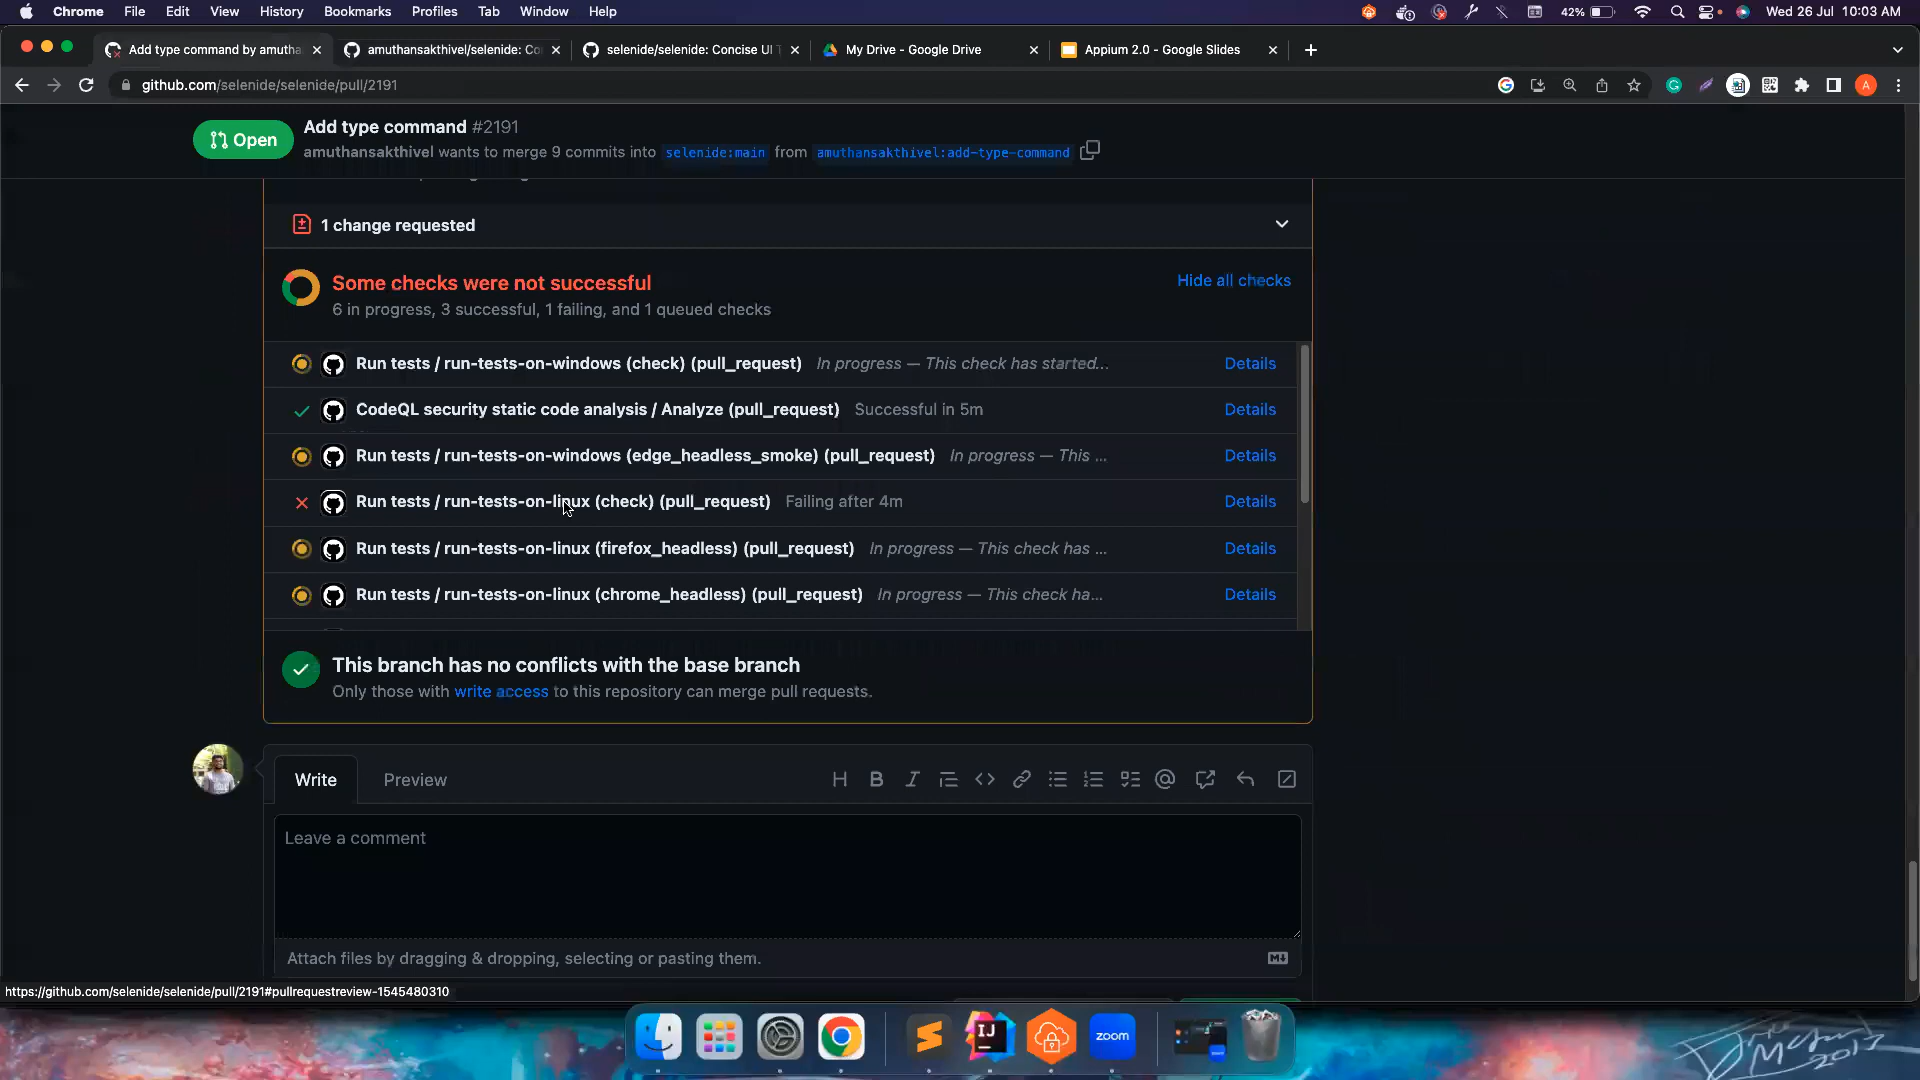 Chrome File Edit View History Bookmarks Profiles Tab Window Help 42% Wed 26 Jul 10:03 AM
Add type command by amutha amuthansakthivel/selenide: Co selenide/selenide: Concise UI T My Drive - Google Drive Appium 2.0 - Google Slides
github.com/selenide/selenide/pull/2191 A
Open
Add type command #2191
amuthansakthivel wants to merge 9 commits into selenide:main from amuthansakthivel:add-type-command
1 change requested
Some checks were not successful
Hide all checks
6 in progress, 3 successful, 1 failing, and 1 queued checks
Run tests / run-tests-on-windows (check) (pull_request) In progress — This check has started... Details
CodeQL security static code analysis / Analyze (pull_request) Successful in 5m Details
Run tests / run-tests-on-windows (edge_headless_smoke) (pull_request) In progress — This ... Details
Run tests / run-tests-on-linux (check) (pull_request) Failing after 4m Details
Run tests / run-tests-on-linux (firefox_headless) (pull_request) In progress — This check has ... Details
Run tests / run-tests-on-linux (chrome_headless) (pull_request) In progress — This check ha... Details
This branch has no conflicts with the base branch
Only those with write access to this repository can merge pull requests.
Write Preview
Leave a comment
Attach files by dragging & dropping, selecting or pasting them.
https://github.com/selenide/selenide/pull/2191#pullrequestreview-1545480310
IJ zoom
2017